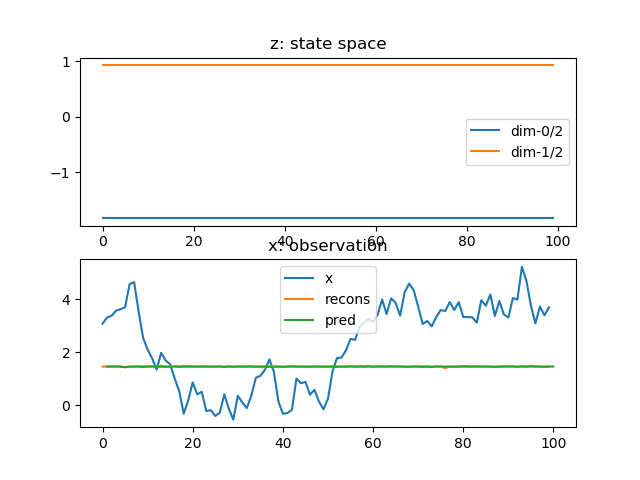 z: state space
1
0
−1
dim-0/2
dim-1/2
0 20 40 60 80 100
x: observation
4
2
0
x
recons
pred
0 20 40 60 80 100